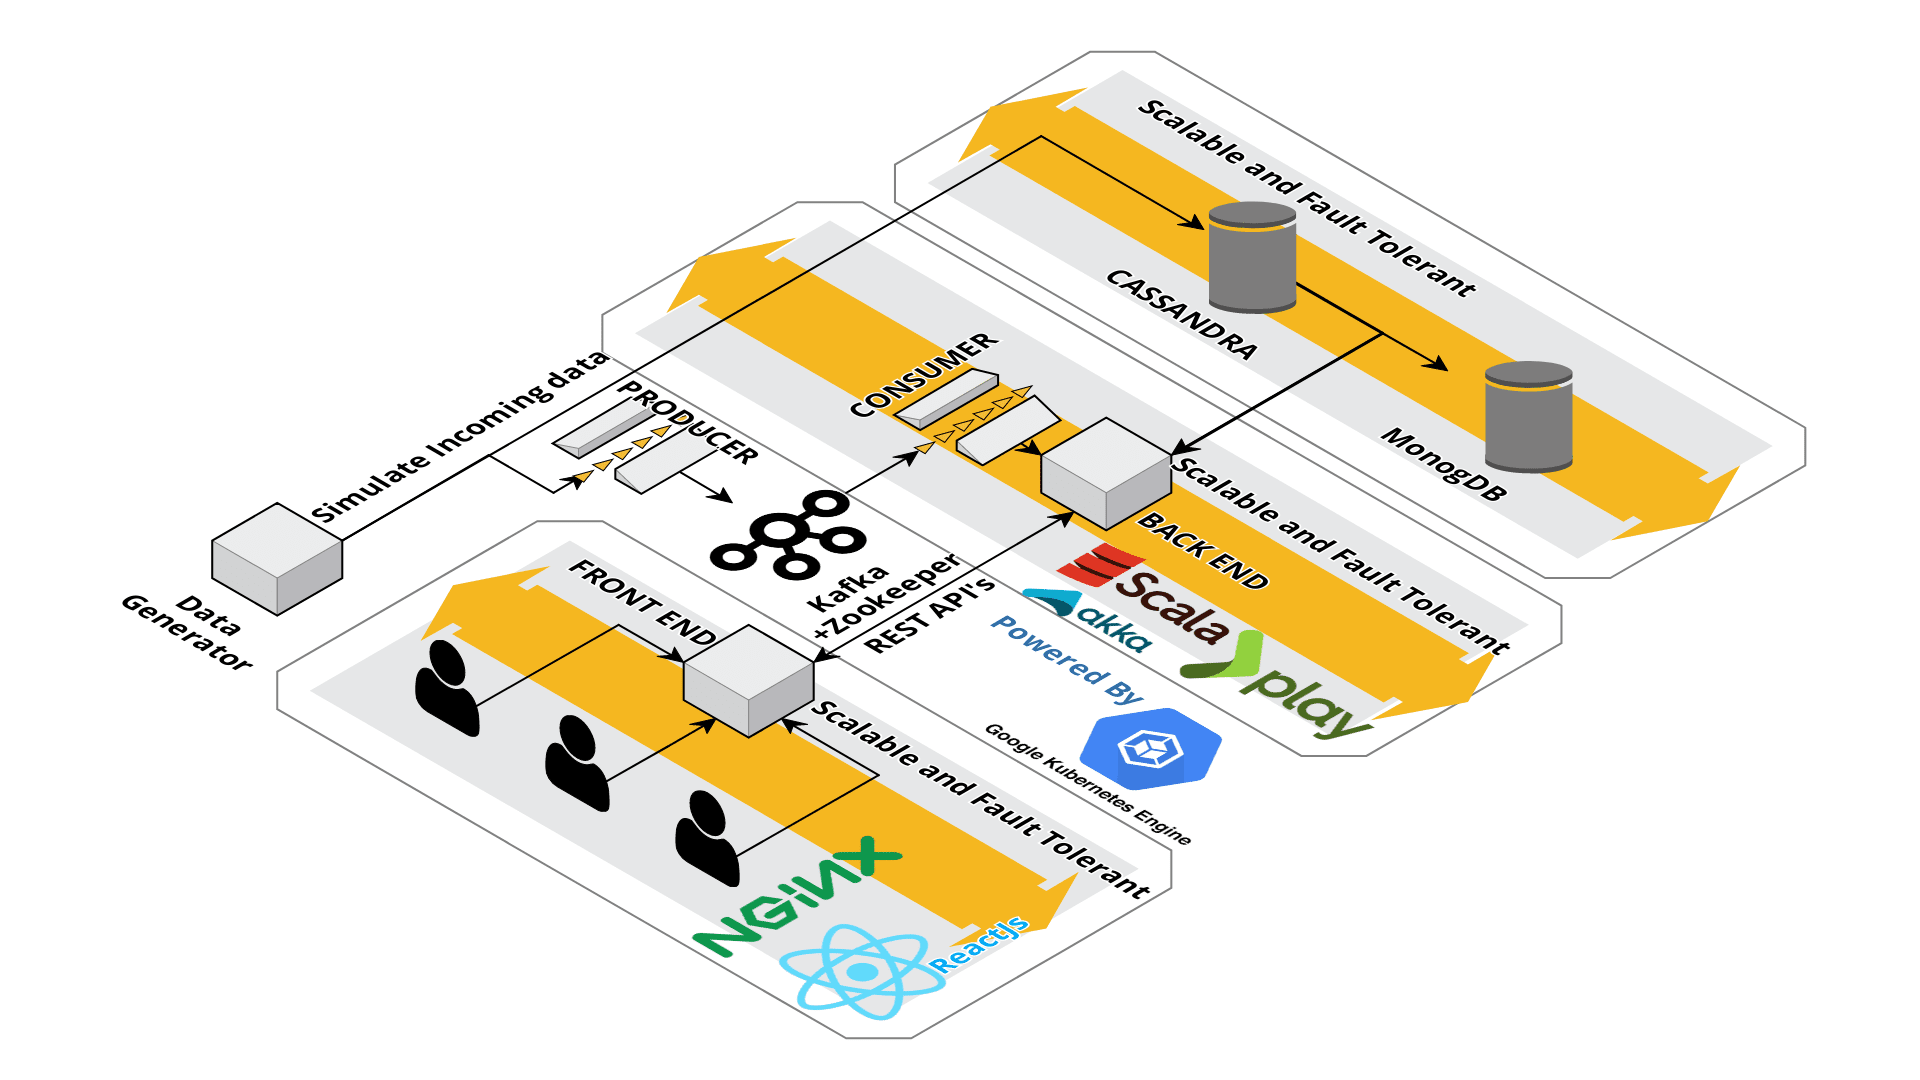 Scalable and Fault Tolerant
CASSANDRA
MonogDB
CONSUMER
Simulate Incoming data
PRODUCER
Scalable and Fault Tolerant
BACK END
Data
Generator
Kafka
+Zookeeper
REST API's
Scala
akka
play
Powered By
Google Kubernetes Engine
FRONT END
Scalable and Fault Tolerant
NGiNX
ReactJs